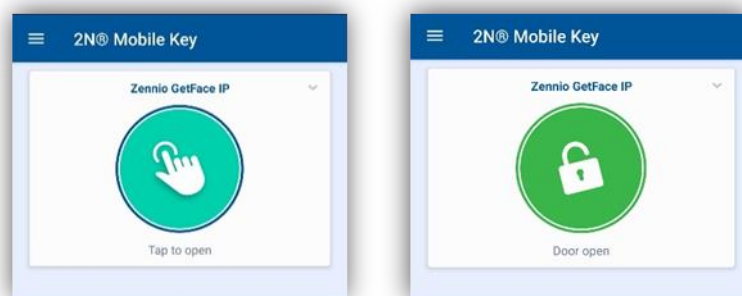 2N® Mobile Key
Zennio GetFace IP
Tap to open
2N® Mobile Key
Zennio GetFace IP
Door open